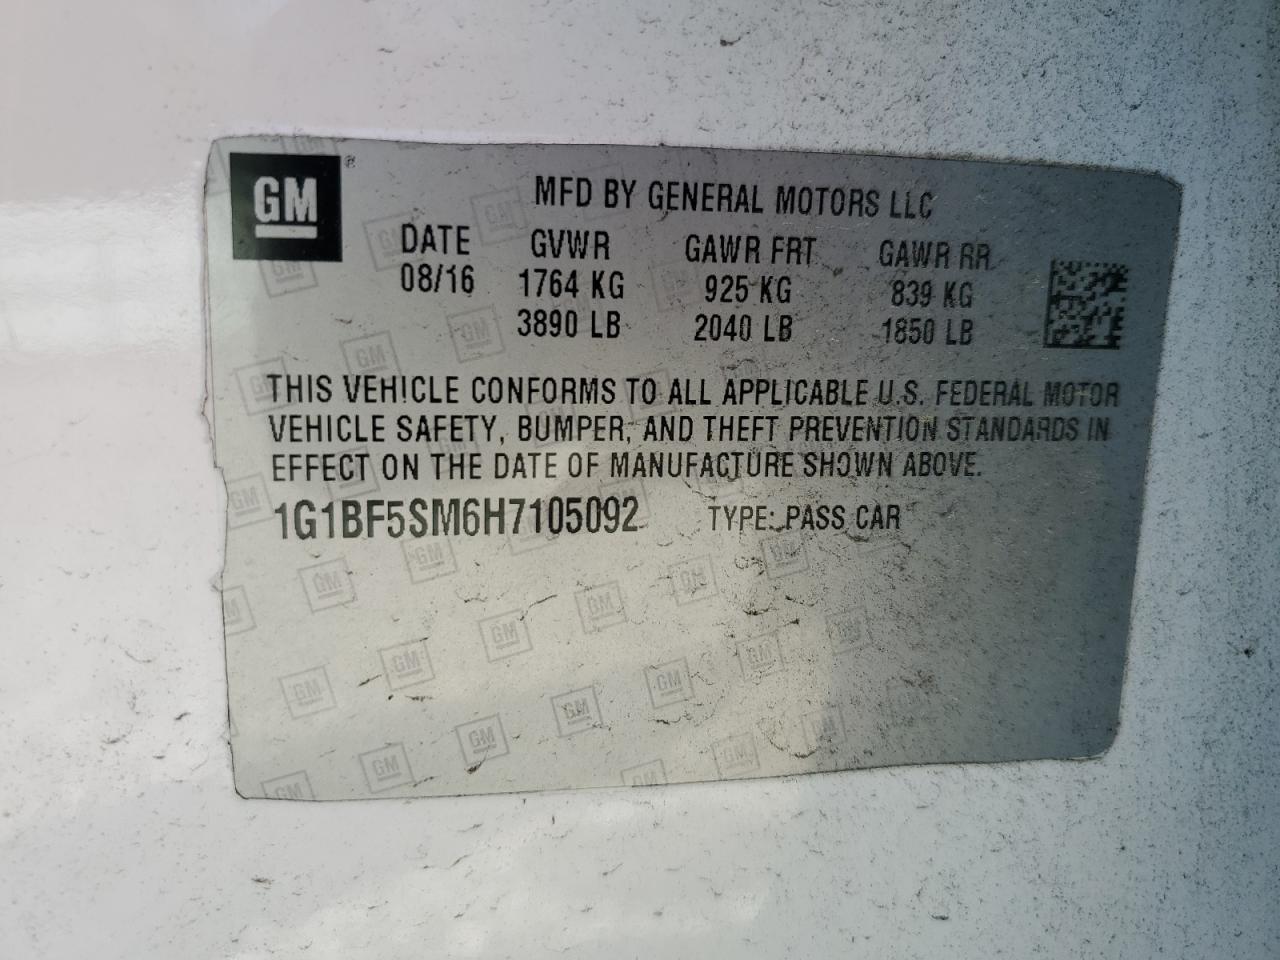 GM ®
MFD BY GENERAL MOTORS LLC
DATE GVWR GAWR FRT GAWR RR
08/16 1764 KG 925 KG 839 KG
3890 LB 2040 LB 1850 LB
THIS VEHICLE CONFORMS TO ALL APPLICABLE U.S. FEDERAL MOTOR
VEHICLE SAFETY, BUMPER, AND THEFT PREVENTION STANDARDS IN
EFFECT ON THE DATE OF MANUFACTURE SHOWN ABOVE.
1G1BF5SM6H7105092 TYPE: PASS CAR